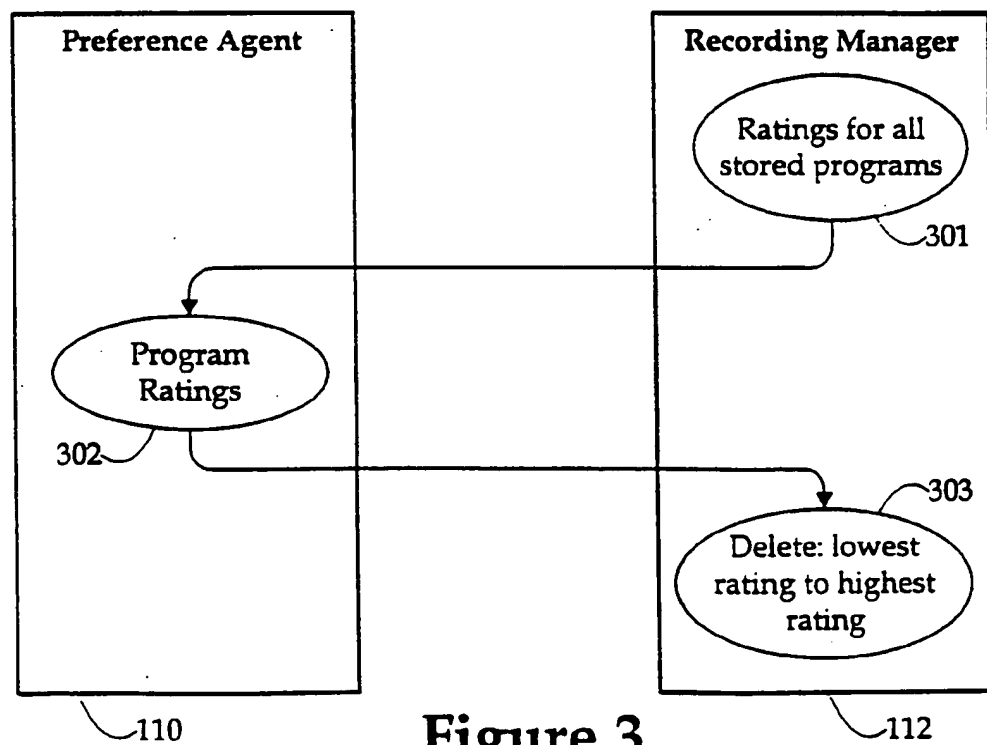 Preference Agent
Recording Manager
Ratings for all
stored programs
301
Program
Ratings
302
303
Delete: lowest
rating to highest
rating
110
Figure 3
112